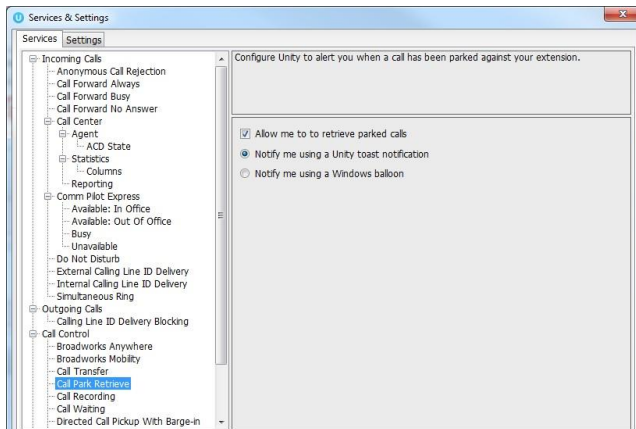 Services & Settings
Services
Settings
Incoming Calls
Anonymous Call Rejection
Call Forward Always
Call Forward Busy
Call Forward No Answer
Call Center
Agent
ACD State
Statistics
Columns
Reporting
Comm Pilot Express
Available: In Office
Available: Out Of Office
Busy
Unavailable
Do Not Disturb
External Calling Line ID Delivery
Internal Calling Line ID Delivery
Simultaneous Ring
Outgoing Calls
Calling Line ID Delivery Blocking
Call Control
Broadworks Anywhere
Broadworks Mobility
Call Transfer
Call Park Retrieve
Call Recording
Call Waiting
Directed Call Pickup With Barge-in
Configure Unity to alert you when a call has been parked against your extension.
Allow me to to retrieve parked calls
Notify me using a Unity toast notification
Notify me using a Windows balloon